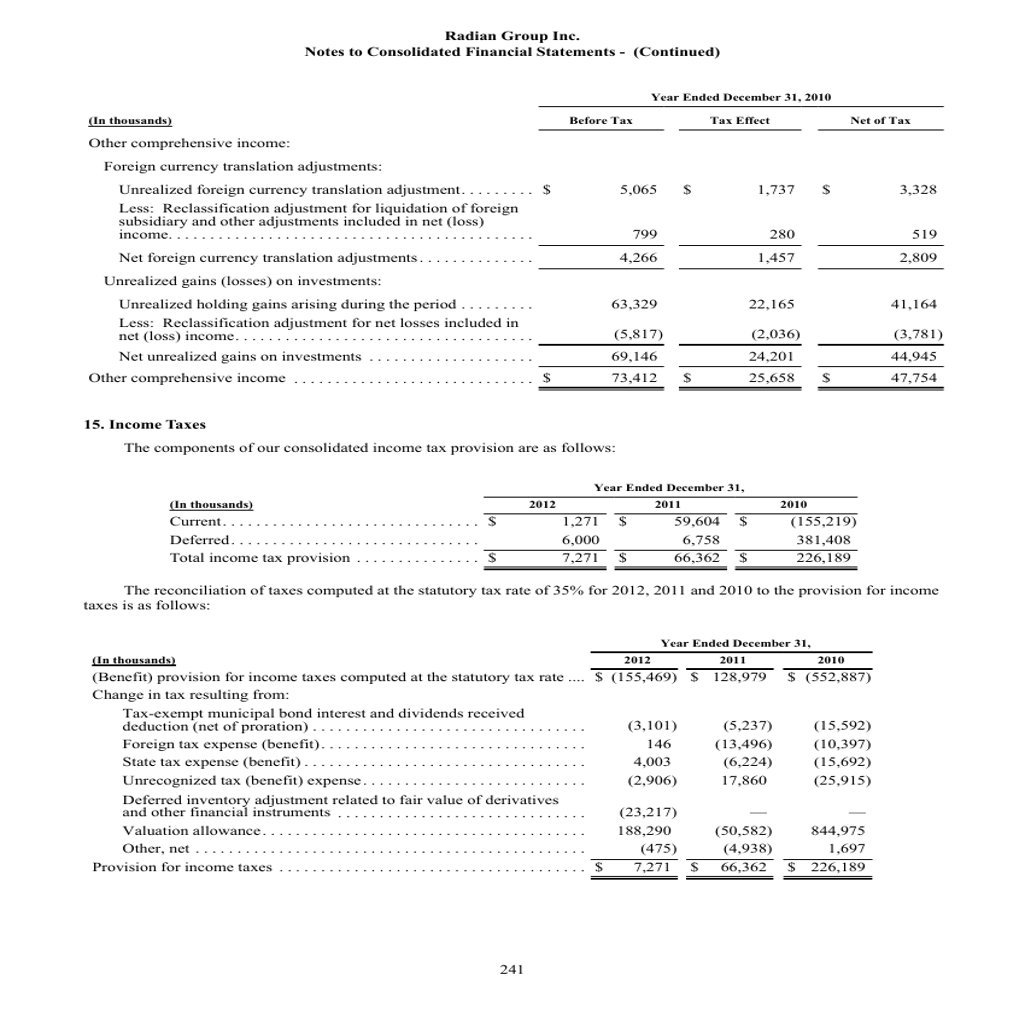 Radian Group Inc.
Notes to Consolidated Financial Statements - (Continued)
Year Ended December 31, 2010
(In thousands) Before Tax Tax Effect Net of Tax
Other comprehensive income:
Foreign currency translation adjustments:
Unrealized foreign currency translation adjustment. . . . . . . . . $ 5,065 $ 1,737 $ 3,328
Less: Reclassification adjustment for liquidation of foreign
subsidiary and other adjustments included in net (loss)
income. . . . . . . . . . . . . . . . . . . . . . . . . . . . . . . . . . . . . . . . . . . . 799 280 519
Net foreign currency translation adjustments . . . . . . . . . . . . . . 4,266 1,457 2,809
Unrealized gains (losses) on investments:
Unrealized holding gains arising during the period . . . . . . . . . 63,329 22,165 41,164
Less: Reclassification adjustment for net losses included in
net (loss) income. . . . . . . . . . . . . . . . . . . . . . . . . . . . . . . . . . . . (5,817) (2,036) (3,781)
Net unrealized gains on investments . . . . . . . . . . . . . . . . . . . . 69,146 24,201 44,945
Other comprehensive income . . . . . . . . . . . . . . . . . . . . . . . . . . . . . $ 73,412 $ 25,658 $ 47,754
15. Income Taxes
The components of our consolidated income tax provision are as follows:
Year Ended December 31,
(In thousands) 2012 2011 2010
Current. . . . . . . . . . . . . . . . . . . . . . . . . . . . . . . $ 1,271 $ 59,604 $ (155,219)
Deferred. . . . . . . . . . . . . . . . . . . . . . . . . . . . . . 6,000 6,758 381,408
Total income tax provision . . . . . . . . . . . . . . . $ 7,271 $ 66,362 $ 226,189
The reconciliation of taxes computed at the statutory tax rate of 35% for 2012, 2011 and 2010 to the provision for income
taxes is as follows:
Year Ended December 31,
(In thousands) 2012 2011 2010
(Benefit) provision for income taxes computed at the statutory tax rate .... $ (155,469) $ 128,979 $ (552,887)
Change in tax resulting from:
Tax-exempt municipal bond interest and dividends received
deduction (net of proration) . . . . . . . . . . . . . . . . . . . . . . . . . . . . . . . . . (3,101) (5,237) (15,592)
Foreign tax expense (benefit). . . . . . . . . . . . . . . . . . . . . . . . . . . . . . . . 146 (13,496) (10,397)
State tax expense (benefit) . . . . . . . . . . . . . . . . . . . . . . . . . . . . . . . . . . 4,003 (6,224) (15,692)
Unrecognized tax (benefit) expense . . . . . . . . . . . . . . . . . . . . . . . . . . . (2,906) 17,860 (25,915)
Deferred inventory adjustment related to fair value of derivatives
and other financial instruments . . . . . . . . . . . . . . . . . . . . . . . . . . . . . . (23,217) — —
Valuation allowance . . . . . . . . . . . . . . . . . . . . . . . . . . . . . . . . . . . . . . . 188,290 (50,582) 844,975
Other, net . . . . . . . . . . . . . . . . . . . . . . . . . . . . . . . . . . . . . . . . . . . . . . . (475) (4,938) 1,697
Provision for income taxes . . . . . . . . . . . . . . . . . . . . . . . . . . . . . . . . . . . . . $ 7,271 $ 66,362 $ 226,189
241